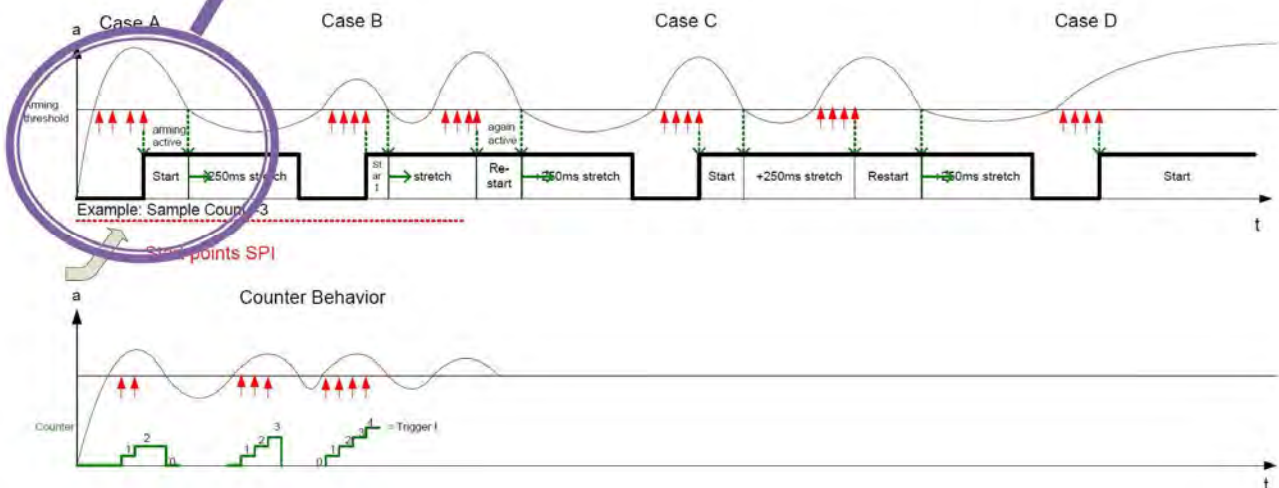 Case A Case B Case C Case D
a
Arming
threshold
arming
active
again
active
Start +250ms stretch Start stretch Re-start +250ms stretch Start +250ms stretch Restart +250ms stretch Start
Example: Sample Count=3
t
Start points SPI
a
Counter Behavior
Counter
1 2 0 1 2 3 0 1 2 3 4 = Trigger !
t